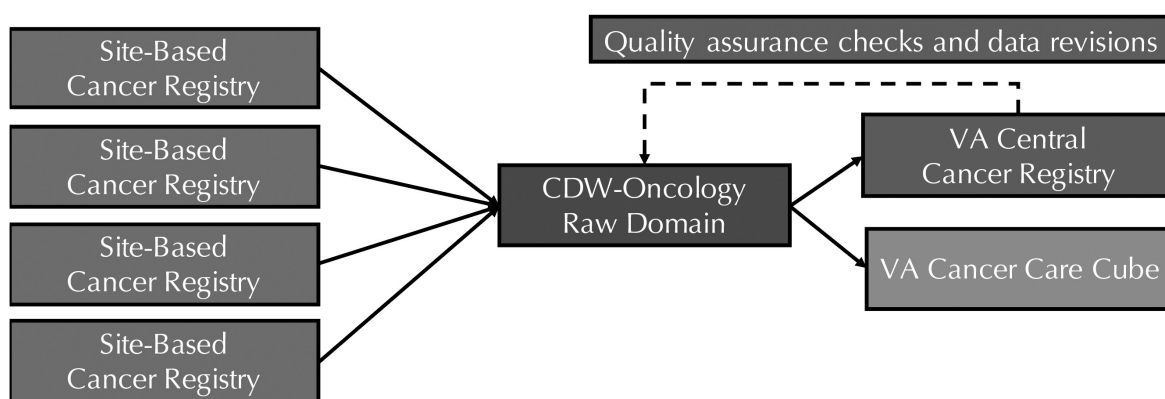 Site-Based
Cancer Registry
Site-Based
Cancer Registry
Site-Based
Cancer Registry
Site-Based
Cancer Registry
CDW-Oncology
Raw Domain
Quality assurance checks and data revisions
VA Central
Cancer Registry
VA Cancer Care Cube